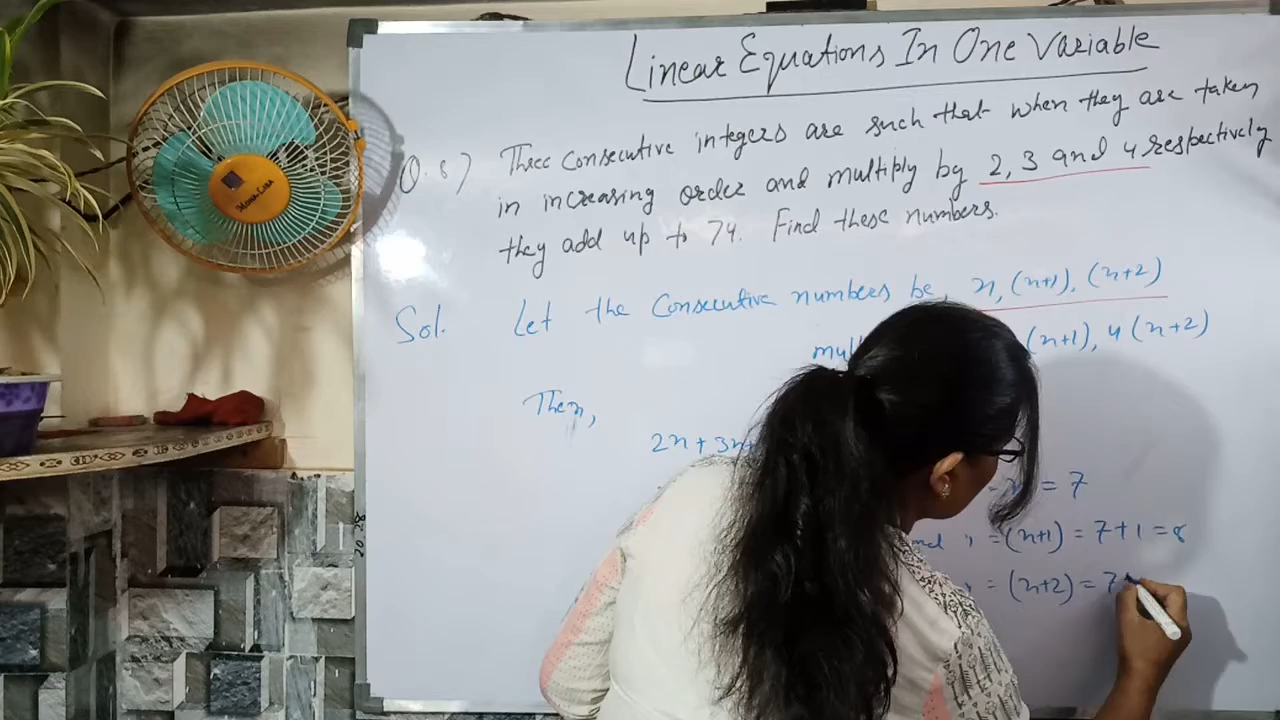 Linear Equations In One Variable
Q. 6) Three consecutive integers are such that when they are taken
in increasing order and multiply by 2, 3 and 4 respectively
they add up to 74. Find these numbers.
Sol. Let the Consecutive numbers be, x, (x+1), (x+2)
(x+1), 4(x+2)
Then,
2x + 3x+
= x = 7
= (x+1) = 7+1 = 8
= (x+2) = 7+